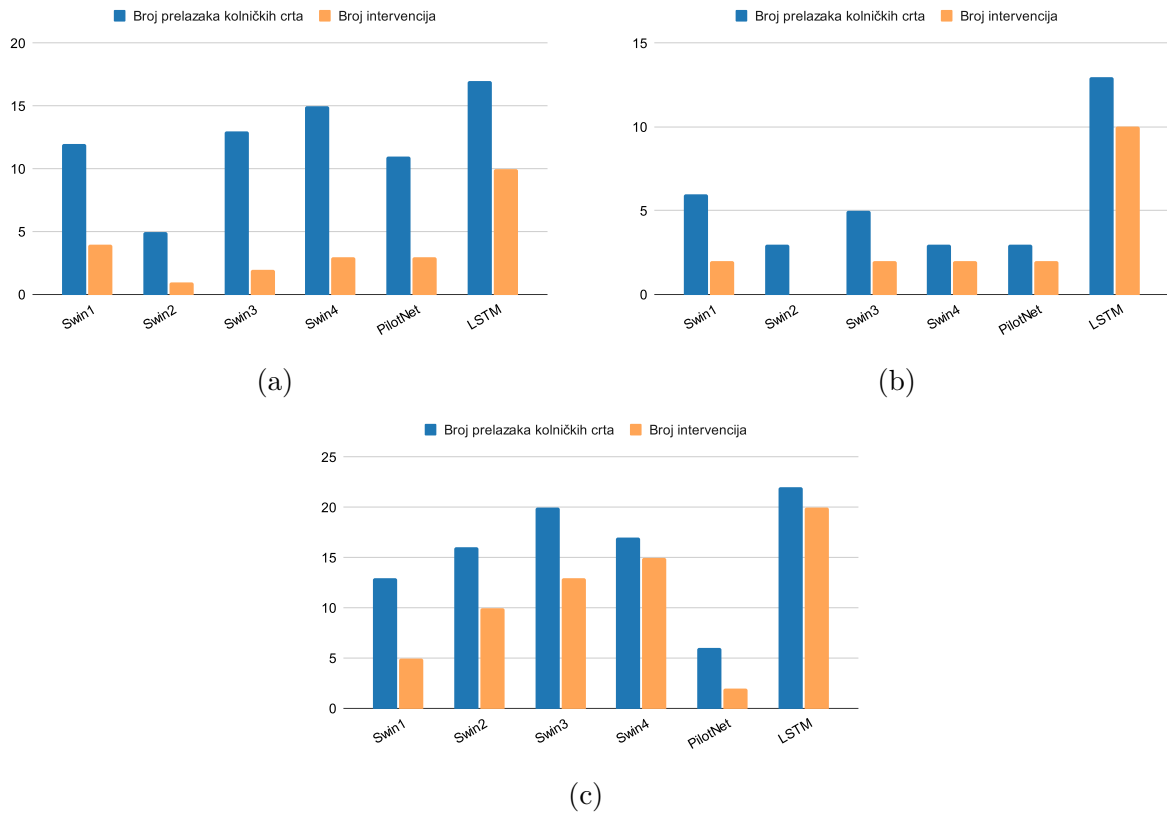 Broj prelazaka kolničkih crta Broj intervencija
20
15
10
5
0
Swin1 Swin2 Swin3 Swin4 PilotNet LSTM
(a)
Broj prelazaka kolničkih crta Broj intervencija
15
10
5
0
Swin1 Swin2 Swin3 Swin4 PilotNet LSTM
(b)
Broj prelazaka kolničkih crta Broj intervencija
25
20
15
10
5
0
Swin1 Swin2 Swin3 Swin4 PilotNet LSTM
(c)